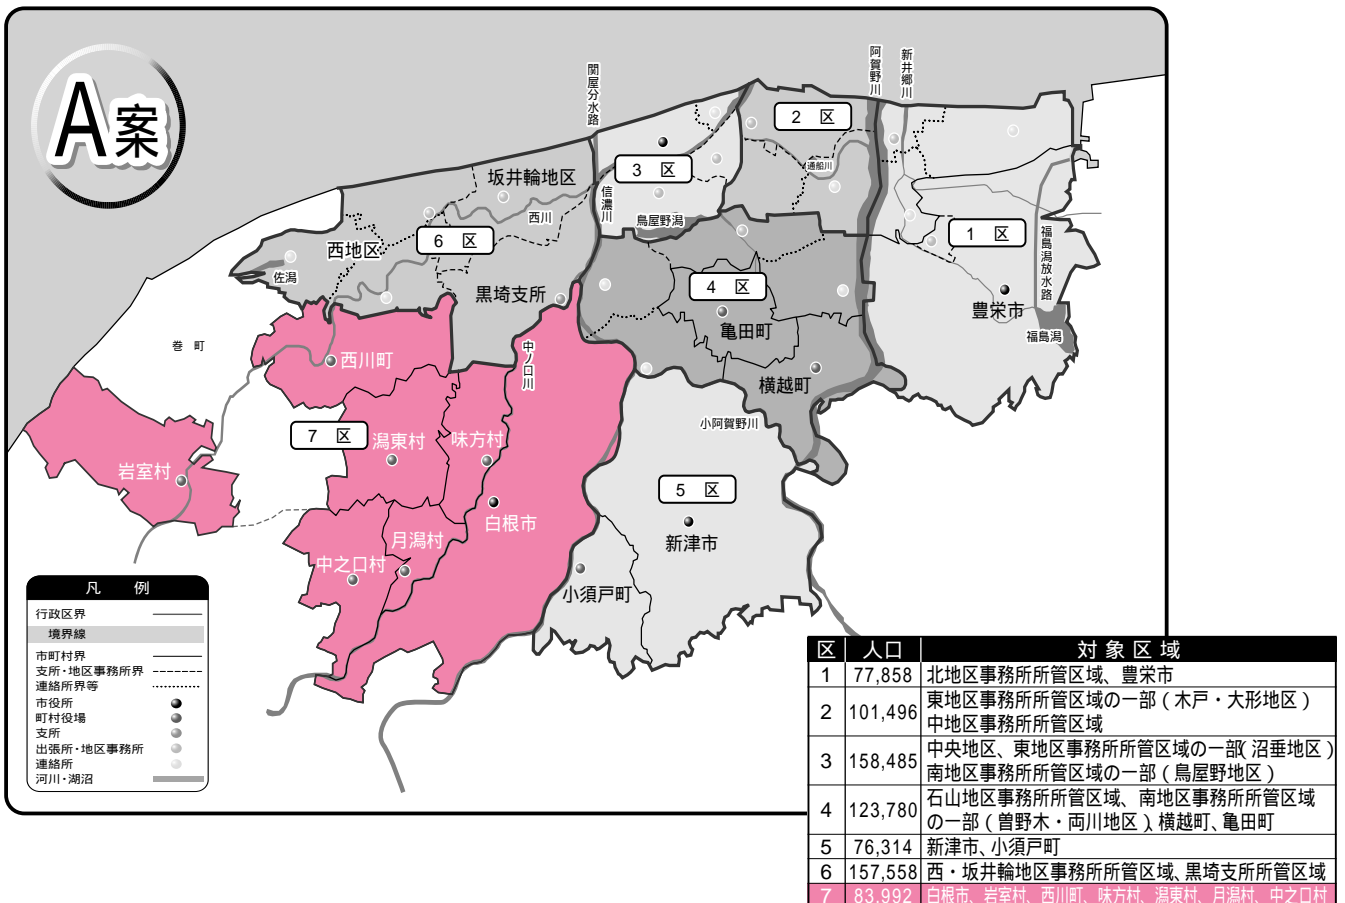 A案
関屋分水路
阿賀野川
新井郷川
2 区
3 区
通船川
坂井輪地区
信濃川
西川
鳥屋野潟
1 区
福島潟放水路
西地区
6 区
佐潟
4 区
黒埼支所
豊栄市
亀田町
福島潟
巻 町
西川町
中ノ口川
横越町
小阿賀野川
7 区
潟東村
味方村
岩室村
5 区
白根市
月潟村
新津市
中之口村
小須戸町
凡 例
行政区界
境界線
市町村界
支所・地区事務所界
連絡所界等
市役所
町村役場
支所
出張所・地区事務所
連絡所
河川・湖沼
区 人口 対象区域
1 77,858 北地区事務所所管区域、豊栄市
2 101,496 東地区事務所所管区域の一部（木戸・大形地区）
中地区事務所所管区域
3 158,485 中央地区、東地区事務所所管区域の一部（沼垂地区）
南地区事務所所管区域の一部（鳥屋野地区）
4 123,780 石山地区事務所所管区域、南地区事務所所管区域
の一部（曽野木・両川地区）、横越町、亀田町
5 76,314 新津市、小須戸町
6 157,558 西・坂井輪地区事務所所管区域、黒埼支所所管区域
7 83,992 白根市、岩室村、西川町、味方村、潟東村、月潟村、中之口村